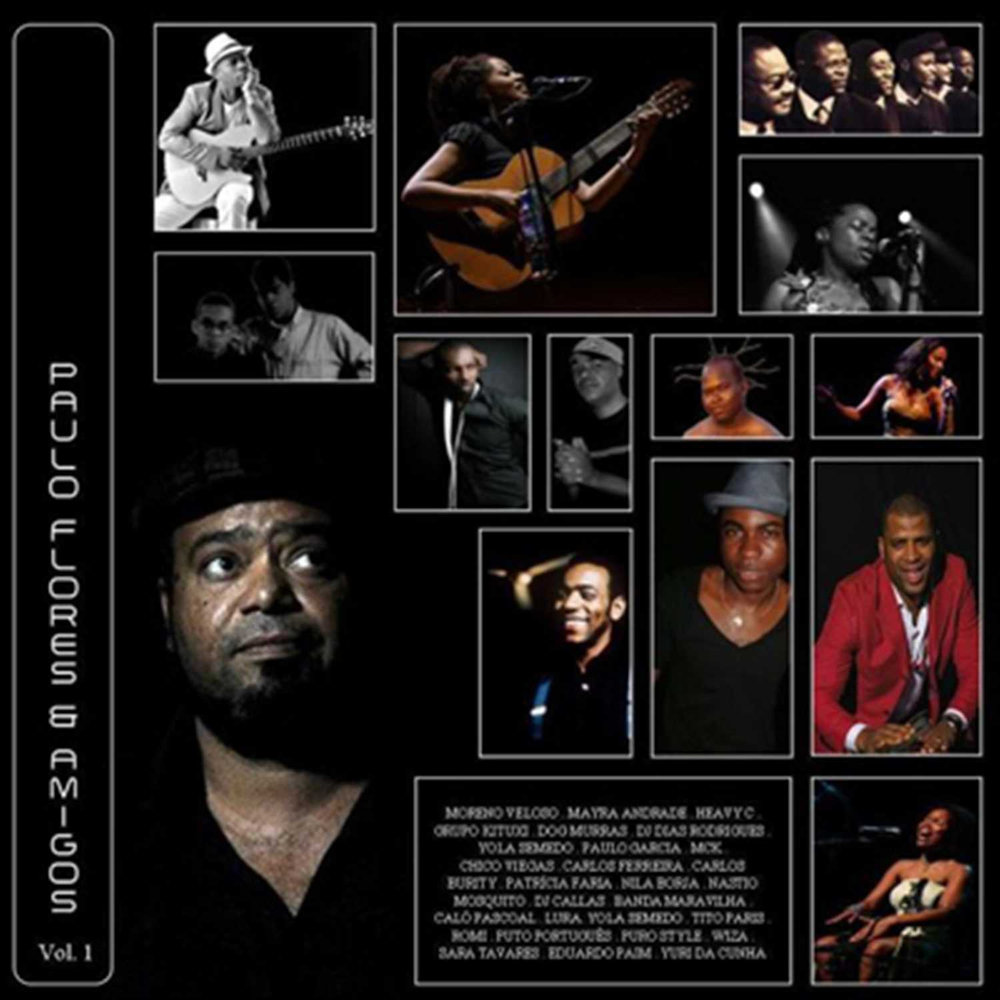 PAULO FLORES & AMIGOS
Vol. 1
MORENO VELOSO . MAYRA ANDRADE . HEAVY C .
GRUPO KITUXI . DOG MURRAS . DJ DIAS RODRIGUES .
YOLA SEMEDO . PAULO GARCIA . MCK .
CHICO VIEGAS . CARLOS FERREIRA . CARLOS
BURITY . PATRÍCIA FARIA . NILA BORJA . NASTIO
MOSQUITO . DJ CALLAS . BANDA MARAVILHA .
CALÓ PASCOAL . LURA. YOLA SEMEDO . TITO PARIS .
ROMI . PUTO PORTUGUÊS . PURO STYLE . WIZA .
SARA TAVARES . EDUARDO PAIM . YURI DA CUNHA